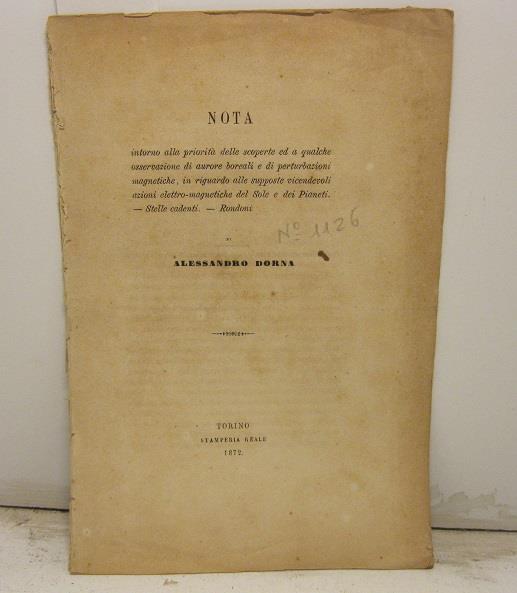 NOTA
intorno alla priorità delle scoperte ed a qualche
osservazione di aurore boreali e di perturbazioni
magnetiche, in riguardo alle supposte vicendevoli
azioni elettro-magnetiche del Sole e dei Pianeti.
— Stelle cadenti. — Rondoni
N° 1126
DI
ALESSANDRO DORNA
TORINO
STAMPERIA REALE
1872.